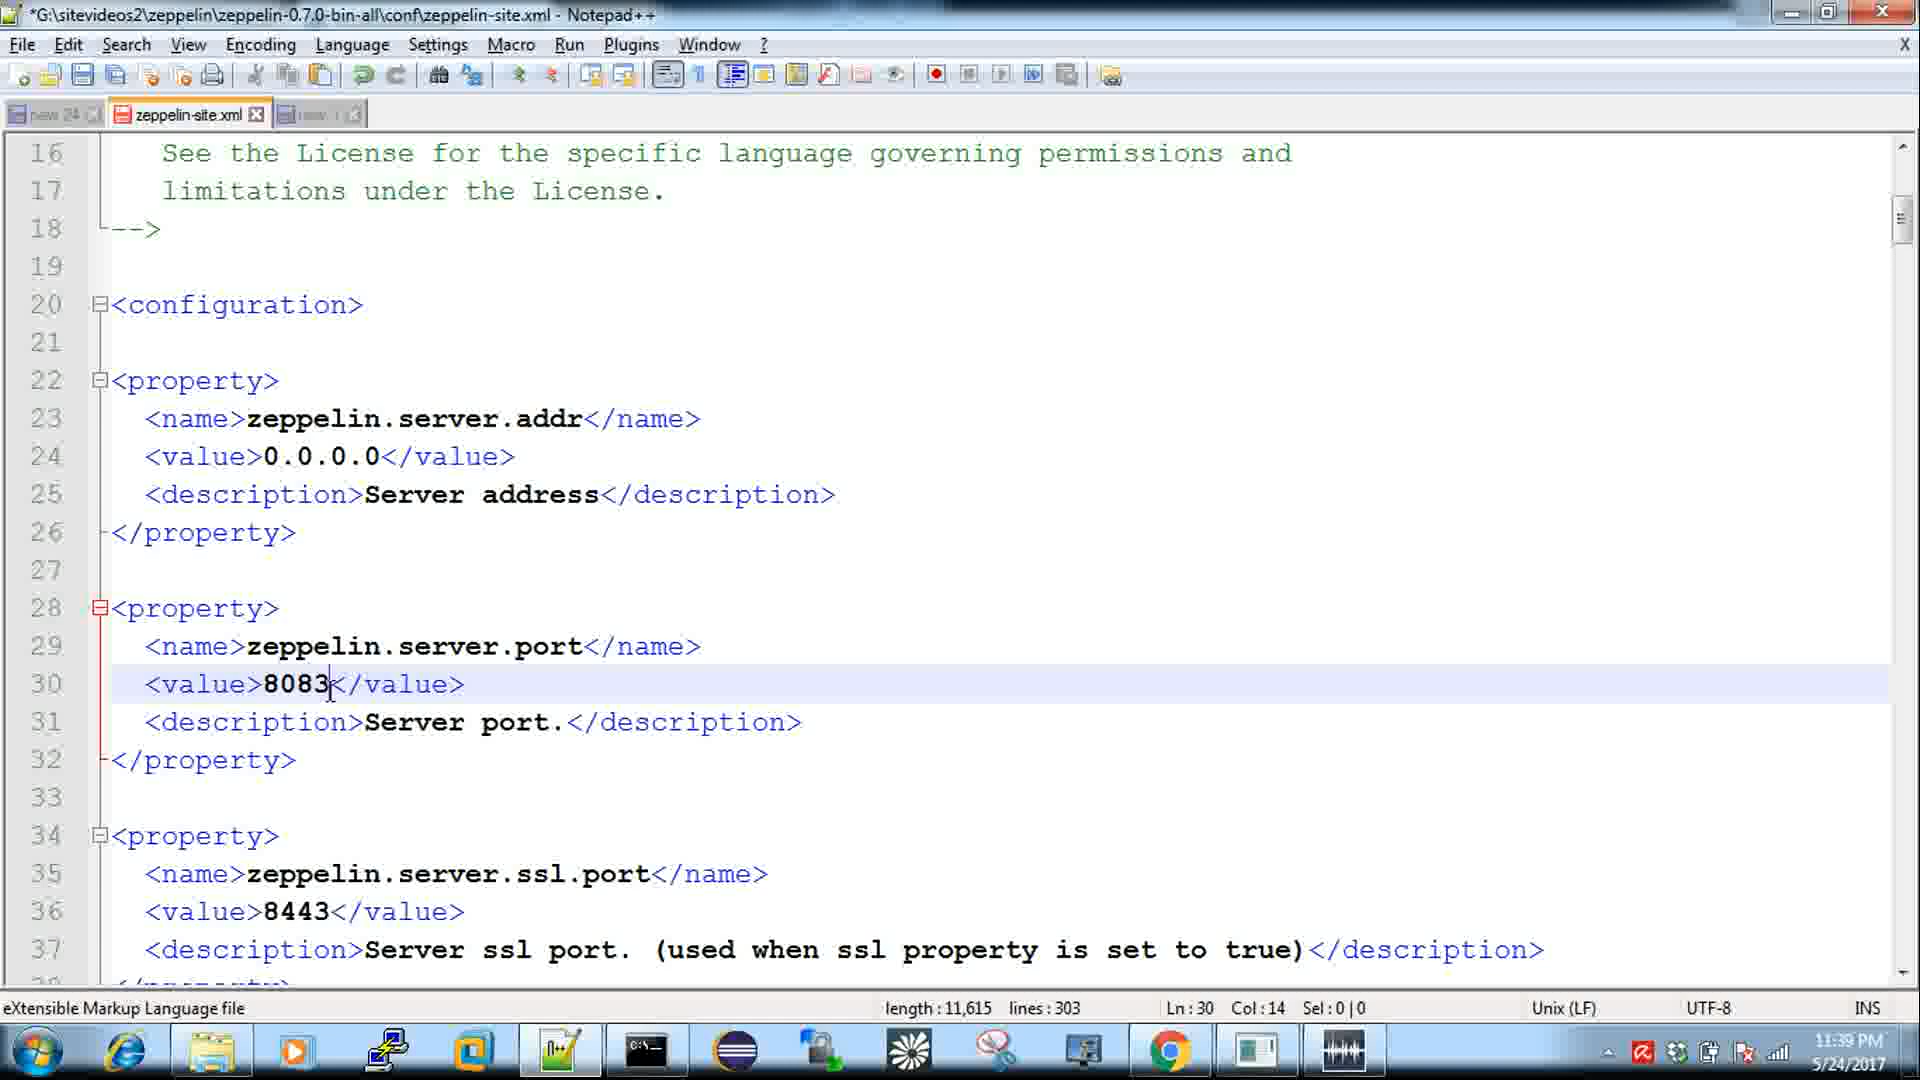 *G:\sitevideos2\zeppelin\zeppelin-0.7.0-bin-all\conf\zeppelin-site.xml - Notepad++
File Edit Search View Encoding Language Settings Macro Run Plugins Window ? X
new 24 zeppelin-site.xml new
16 See the License for the specific language governing permissions and
17 limitations under the License.
18 -->
19
20 <configuration>
21
22 <property>
23 <name>zeppelin.server.addr</name>
24 <value>0.0.0.0</value>
25 <description>Server address</description>
26 </property>
27
28 <property>
29 <name>zeppelin.server.port</name>
30 <value>8083</value>
31 <description>Server port.</description>
32 </property>
33
34 <property>
35 <name>zeppelin.server.ssl.port</name>
36 <value>8443</value>
37 <description>Server ssl port. (used when ssl property is set to true)</description>
38 </property>
eXtensible Markup Language file length : 11,615 lines : 303 Ln : 30 Col : 14 Sel : 0 | 0 Unix (LF) UTF-8 INS
C:\_
11:39 PM
5/24/2017